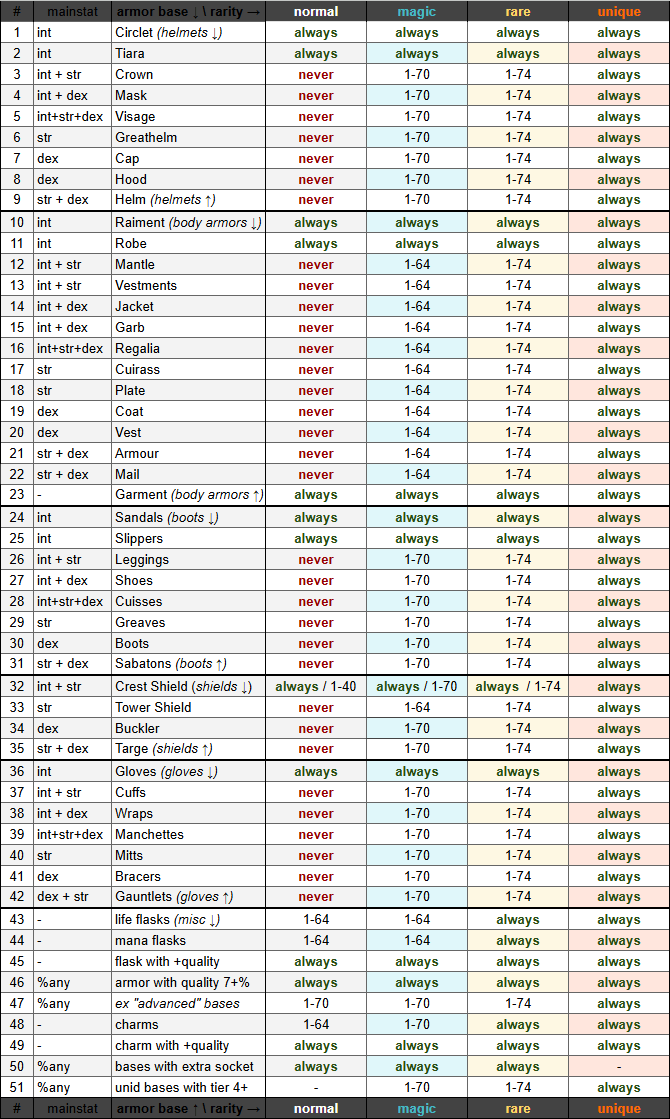 # mainstat armor base ↓ \ rarity → normal magic rare unique
1 int Circlet (helmets ↓) always always always always
2 int Tiara always always always always
3 int + str Crown never 1-70 1-74 always
4 int + dex Mask never 1-70 1-74 always
5 int+str+dex Visage never 1-70 1-74 always
6 str Greathelm never 1-70 1-74 always
7 dex Cap never 1-70 1-74 always
8 dex Hood never 1-70 1-74 always
9 str + dex Helm (helmets ↑) never 1-70 1-74 always
10 int Raiment (body armors ↓) always always always always
11 int Robe always always always always
12 int + str Mantle never 1-64 1-74 always
13 int + str Vestments never 1-64 1-74 always
14 int + dex Jacket never 1-64 1-74 always
15 int + dex Garb never 1-64 1-74 always
16 int+str+dex Regalia never 1-64 1-74 always
17 str Cuirass never 1-64 1-74 always
18 str Plate never 1-64 1-74 always
19 dex Coat never 1-64 1-74 always
20 dex Vest never 1-64 1-74 always
21 str + dex Armour never 1-64 1-74 always
22 str + dex Mail never 1-64 1-74 always
23 - Garment (body armors ↑) always always always always
24 int Sandals (boots ↓) always always always always
25 int Slippers always always always always
26 int + str Leggings never 1-70 1-74 always
27 int + dex Shoes never 1-70 1-74 always
28 int+str+dex Cuisses never 1-70 1-74 always
29 str Greaves never 1-70 1-74 always
30 dex Boots never 1-70 1-74 always
31 str + dex Sabatons (boots ↑) never 1-70 1-74 always
32 int + str Crest Shield (shields ↓) always / 1-40 always / 1-70 always / 1-74 always
33 str Tower Shield never 1-64 1-74 always
34 dex Buckler never 1-70 1-74 always
35 str + dex Targe (shields ↑) never 1-70 1-74 always
36 int Gloves (gloves ↓) always always always always
37 int + str Cuffs never 1-70 1-74 always
38 int + dex Wraps never 1-70 1-74 always
39 int+str+dex Manchettes never 1-70 1-74 always
40 str Mitts never 1-70 1-74 always
41 dex Bracers never 1-70 1-74 always
42 dex + str Gauntlets (gloves ↑) never 1-70 1-74 always
43 - life flasks (misc ↓) 1-64 1-64 always always
44 - mana flasks 1-64 1-64 always always
45 - flask with +quality always always always always
46 %any armor with quality 7+% always always always always
47 %any ex "advanced" bases 1-70 1-70 1-74 always
48 - charms 1-64 1-70 always always
49 - charm with +quality always always always always
50 %any bases with extra socket always always always -
51 %any unid bases with tier 4+ - 1-70 1-74 always
# mainstat armor base ↑ \ rarity → normal magic rare unique